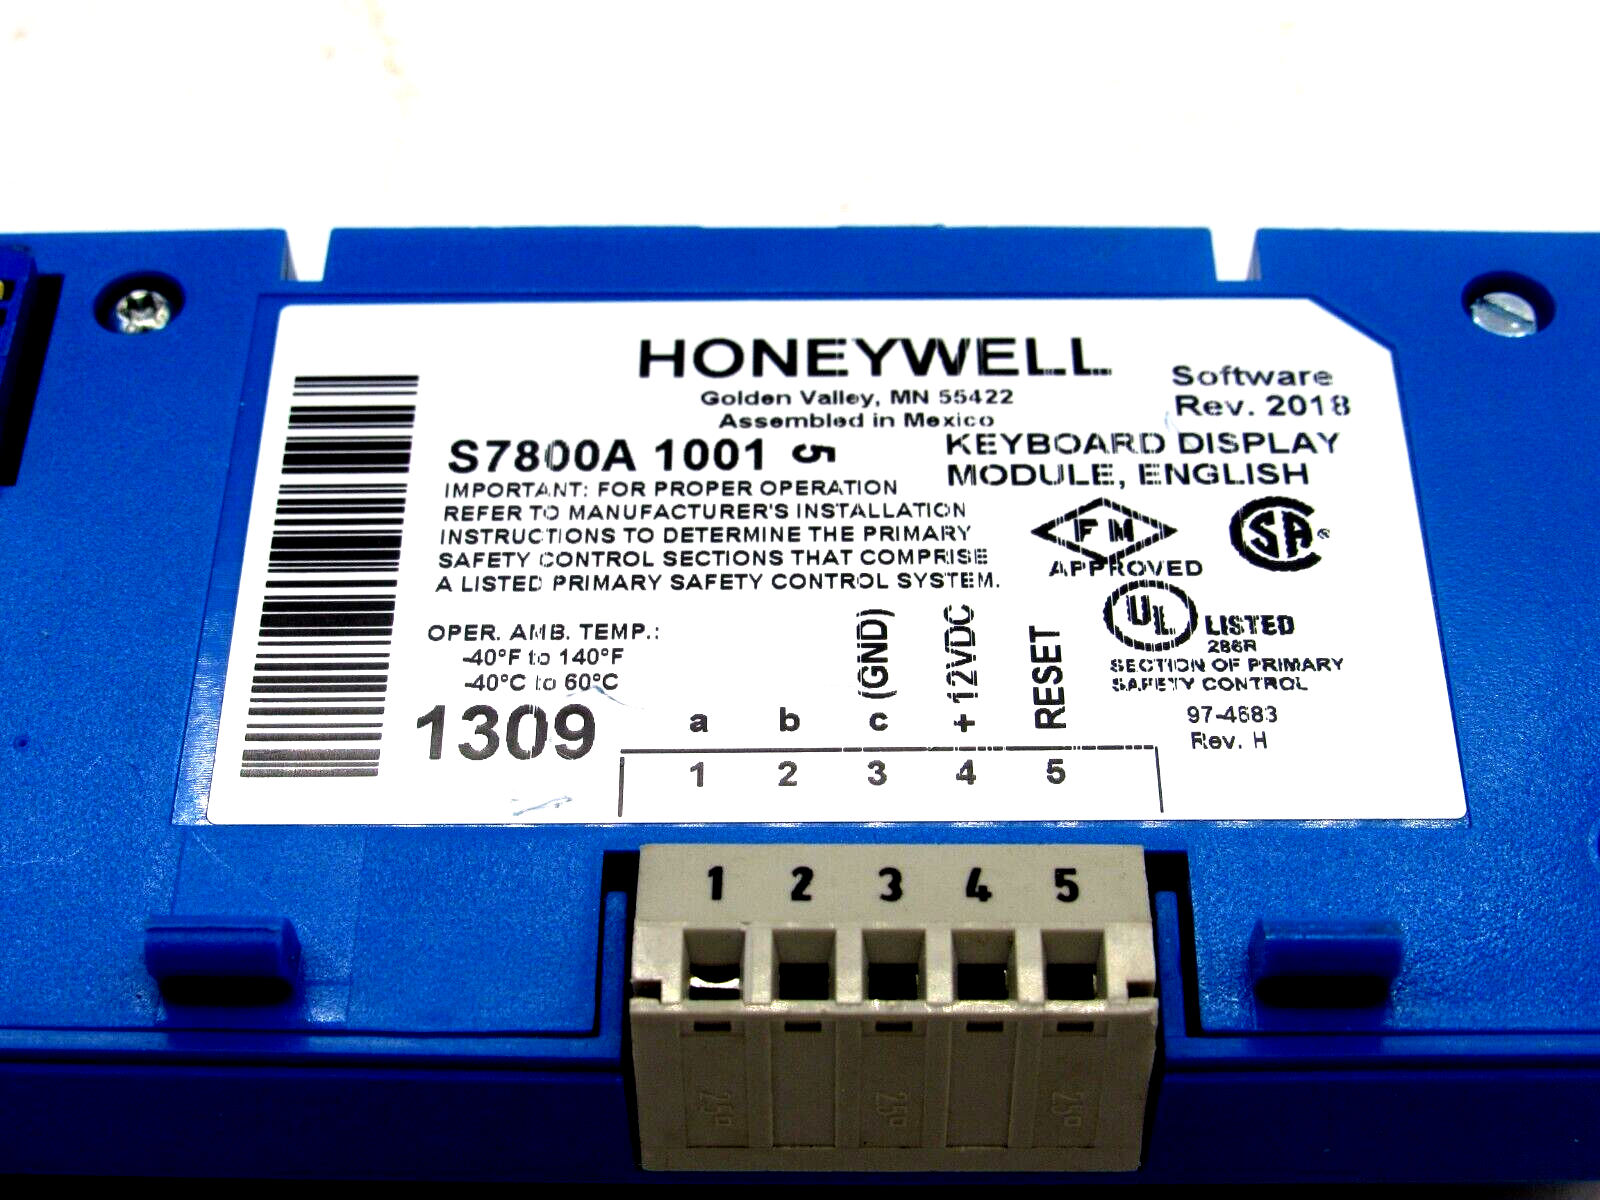 HONEYWELL
Golden Valley, MN 55422
Assembled in Mexico
Software
Rev. 2018
S7800A 1001 5
KEYBOARD DISPLAY
MODULE, ENGLISH
IMPORTANT: FOR PROPER OPERATION
REFER TO MANUFACTURER'S INSTALLATION
INSTRUCTIONS TO DETERMINE THE PRIMARY
SAFETY CONTROL SECTIONS THAT COMPRISE
A LISTED PRIMARY SAFETY CONTROL SYSTEM.
FM
APPROVED
SA®
UL LISTED
286R
SECTION OF PRIMARY
SAFETY CONTROL
97-4683
Rev. H
OPER. AMB. TEMP.:
-40°F to 140°F
-40°C to 60°C
1309
(GND) +12VDC RESET
a b c
1 2 3 4 5
1 2 3 4 5